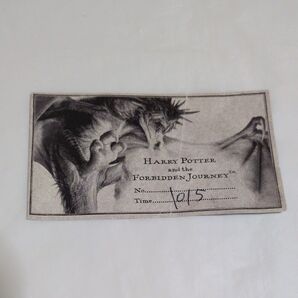 HARRY POTTER
and the
FORBIDDEN JOURNEY™
No.
Time 1015